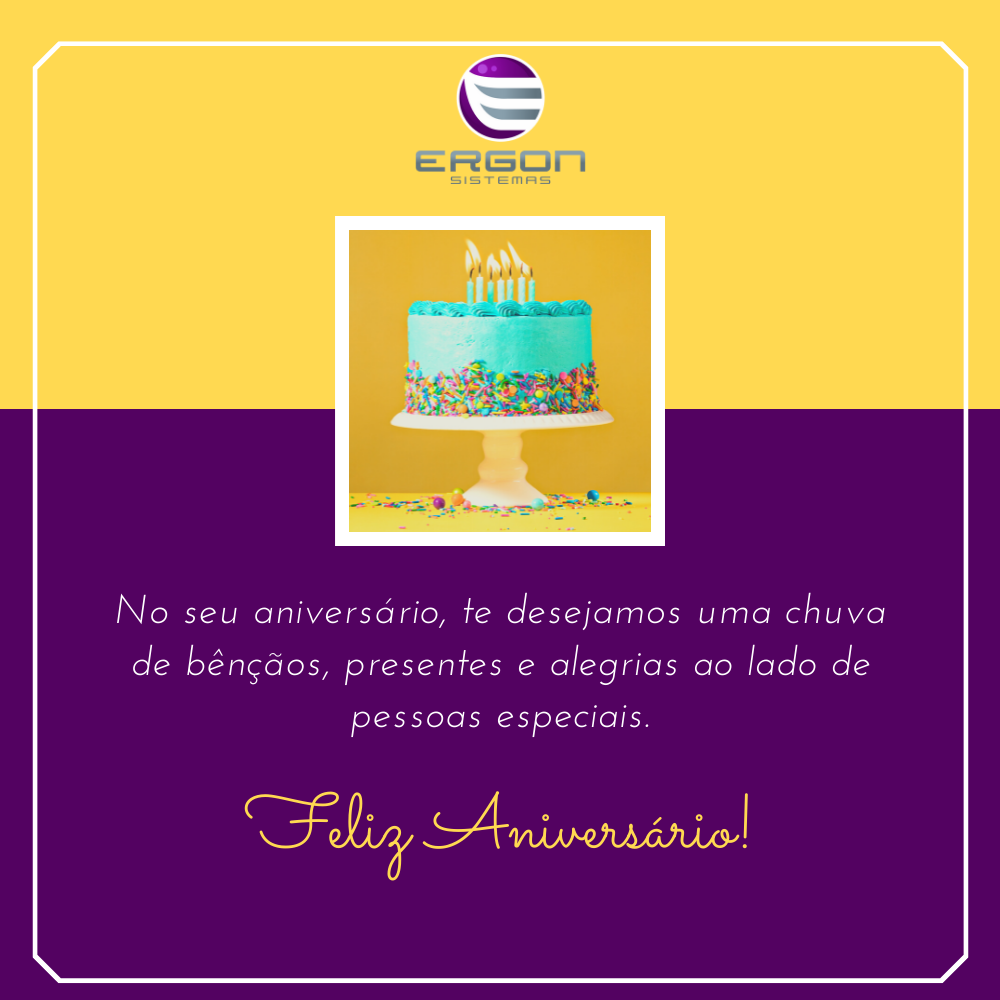 ERGON
SISTEMAS
No seu aniversário, te desejamos uma chuva
de bênçãos, presentes e alegrias ao lado de
pessoas especiais.
Feliz Aniversário!